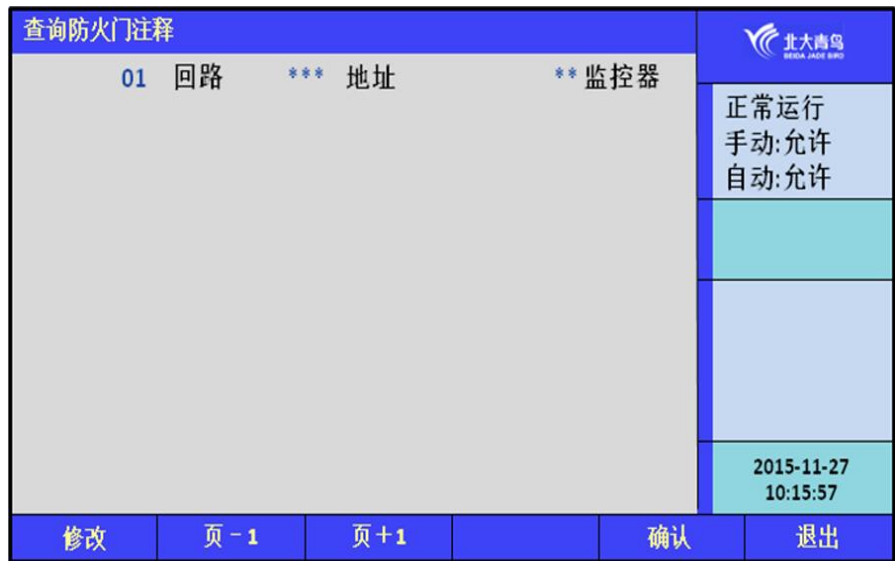 查询防火门注释
北大青鸟
BEIDA JADE BIRD
01 回路 *** 地址 ** 监控器
正常运行
手动:允许
自动:允许
2015-11-27
10:15:57
修改 页-1 页+1 确认 退出